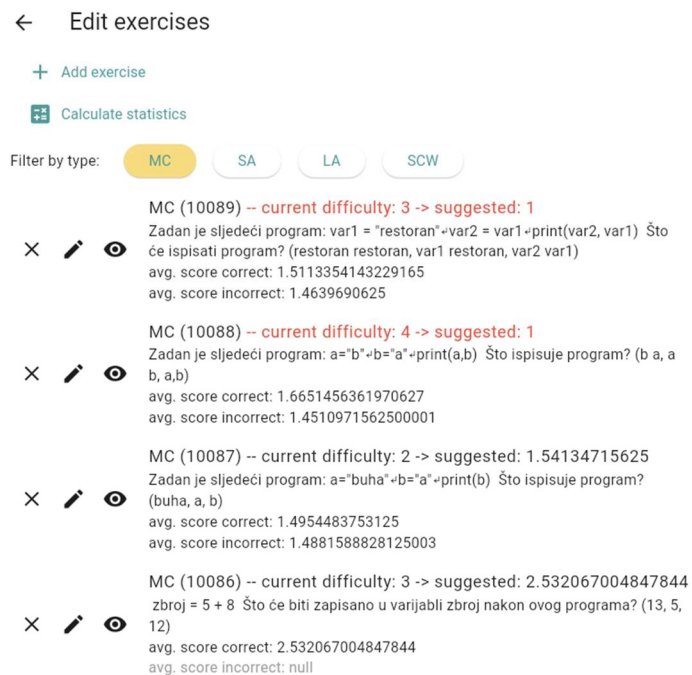 Edit exercises
Add exercise
Calculate statistics
Filter by type: MC SA LA SCW
MC (10089) -- current difficulty: 3 -> suggested: 1
Zadan je sljedeći program: var1 = "restoran"↵var2 = var1↵print(var2, var1)  Što
će ispisati program? (restoran restoran, var1 restoran, var2 var1)
avg. score correct: 1.5113354143229165
avg. score incorrect: 1.4639690625
MC (10088) -- current difficulty: 4 -> suggested: 1
Zadan je sljedeći program: a="b"↵b="a"↵print(a,b)  Što ispisuje program? (b a, a
b, a,b)
avg. score correct: 1.6651456361970627
avg. score incorrect: 1.4510971562500001
MC (10087) -- current difficulty: 2 -> suggested: 1.54134715625
Zadan je sljedeći program: a="buha"↵b="a"↵print(b)  Što ispisuje program?
(buha, a, b)
avg. score correct: 1.4954483753125
avg. score incorrect: 1.4881588828125003
MC (10086) -- current difficulty: 3 -> suggested: 2.532067004847844
zbroj = 5 + 8  Što će biti zapisano u varijabli zbroj nakon ovog programa? (13, 5,
12)
avg. score correct: 2.532067004847844
avg. score incorrect: null